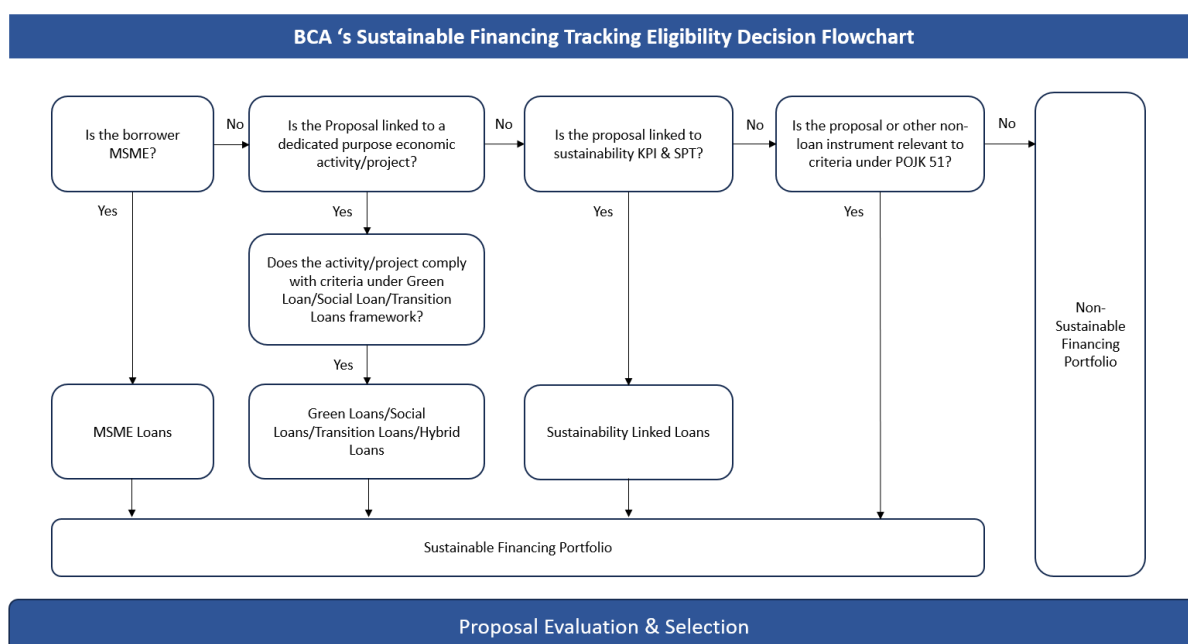 BCA ‘s Sustainable Financing Tracking Eligibility Decision Flowchart
Is the borrower
MSME?
No
Is the Proposal linked to a
dedicated purpose economic
activity/project?
No
Is the proposal linked to
sustainability KPI & SPT?
No
Is the proposal or other non-
loan instrument relevant to
criteria under POJK 51?
No
Yes
Yes
Yes
Yes
Does the activity/project comply
with criteria under Green
Loan/Social Loan/Transition
Loans framework?
Yes
Non-
Sustainable
Financing
Portfolio
MSME Loans
Green Loans/Social
Loans/Transition Loans/Hybrid
Loans
Sustainability Linked Loans
Sustainable Financing Portfolio
Proposal Evaluation & Selection